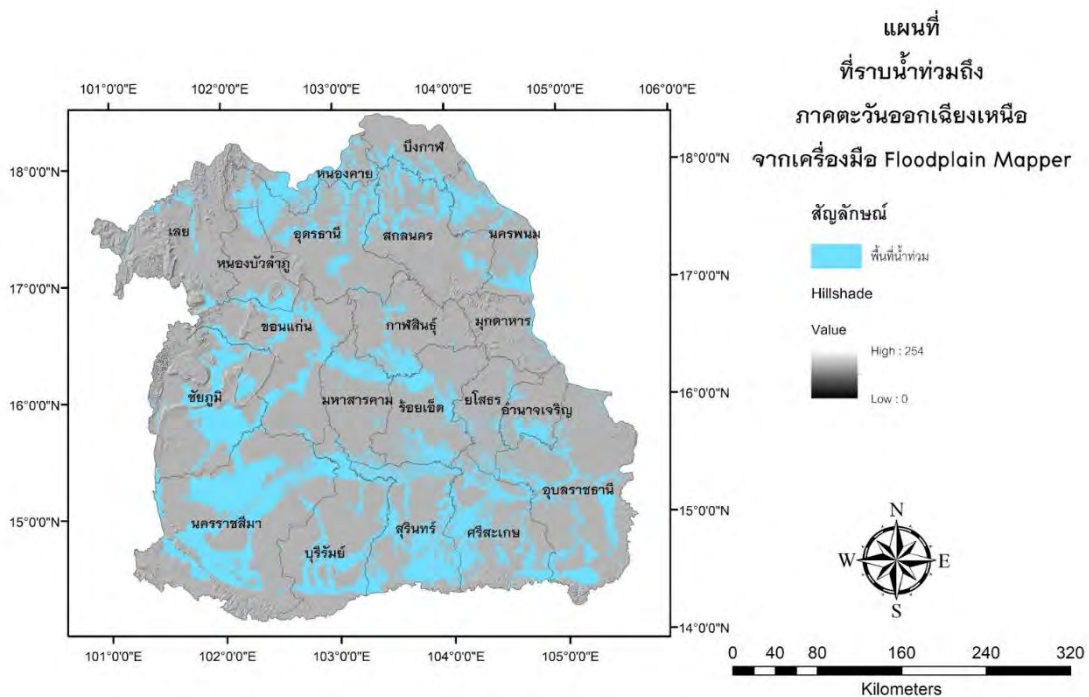 แผนที่
ที่ราบน้ำท่วมถึง
ภาคตะวันออกเฉียงเหนือ
จากเครื่องมือ Floodplain Mapper
101°0'0"E 102°0'0"E 103°0'0"E 104°0'0"E 105°0'0"E 106°0'0"E
18°0'0"N
17°0'0"N
16°0'0"N
15°0'0"N
บึงกาฬ
หนองคาย
เลย
อุดรธานี
สกลนคร
นครพนม
หนองบัวลำภู
ขอนแก่น
กาฬสินธุ์
มุกดาหาร
ชัยภูมิ
มหาสารคาม
ร้อยเอ็ด
ยโสธร
อำนาจเจริญ
อุบลราชธานี
นครราชสีมา
บุรีรัมย์
สุรินทร์
ศรีสะเกษ
18°0'0"N
17°0'0"N
16°0'0"N
15°0'0"N
14°0'0"N
101°0'0"E 102°0'0"E 103°0'0"E 104°0'0"E 105°0'0"E
สัญลักษณ์
พื้นที่น้ำท่วม
Hillshade
Value
High : 254
Low : 0
N
W E
S
0 40 80 160 240 320
Kilometers